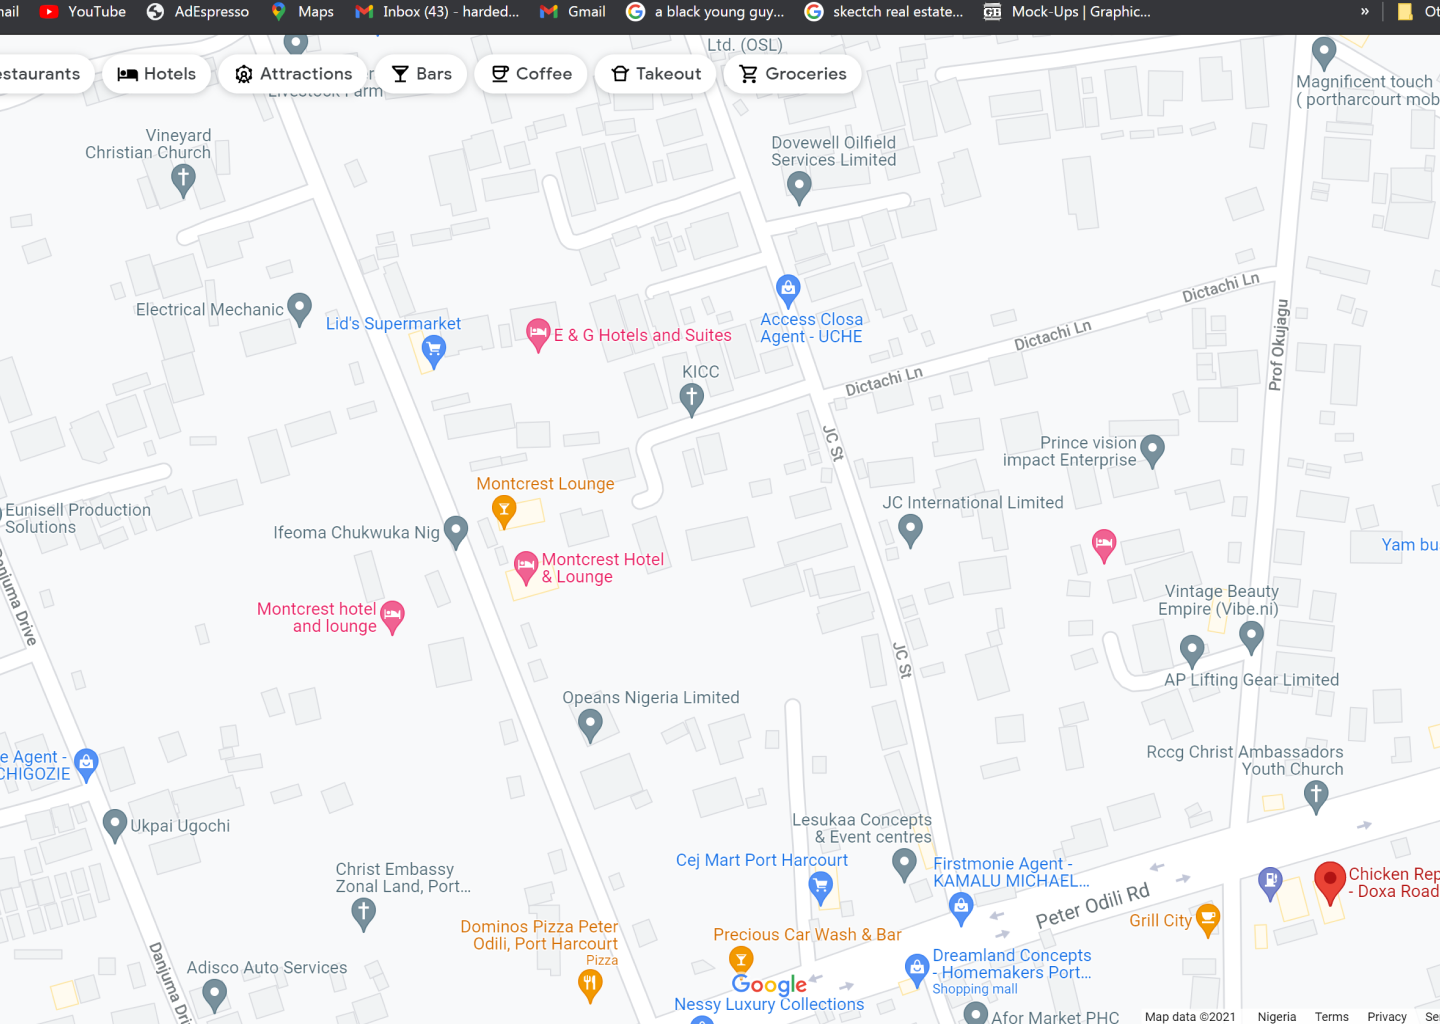 YouTube
AdEspresso
Maps
Inbox (43) - harded...
Gmail
a black young guy...
skectch real estate...
Mock-Ups | Graphic...
»
Ltd. (OSL)
Hotels
Attractions
Bars
Coffee
Takeout
Groceries
Livestock Farm
Magnificent touch
( portharcourt mob
Vineyard
Christian Church
Dovewell Oilfield
Services Limited
Electrical Mechanic
Lid's Supermarket
E & G Hotels and Suites
Access Closa
Agent - UCHE
Dictachi Ln
Dictachi Ln
Dictachi Ln
Prof Okujagu
KICC
JC St
Prince vision
impact Enterprise
Montcrest Lounge
Eunisell Production
Solutions
Ifeoma Chukwuka Nig
JC International Limited
Yam bu
Montcrest Hotel
& Lounge
Danjuma Drive
Montcrest hotel
and lounge
Vintage Beauty
Empire (Vibe.ni)
JC St
AP Lifting Gear Limited
Opeans Nigeria Limited
e Agent -
CHIGOZIE
Rccg Christ Ambassadors
Youth Church
Ukpai Ugochi
Lesukaa Concepts
& Event centres
Cej Mart Port Harcourt
Firstmonie Agent -
KAMALU MICHAEL...
Christ Embassy
Zonal Land, Port...
Chicken Rep
- Doxa Road
Peter Odili Rd
Grill City
Dominos Pizza Peter
Odili, Port Harcourt
Pizza
Precious Car Wash & Bar
Dreamland Concepts
- Homemakers Port...
Shopping mall
Adisco Auto Services
Danjuma Dri
Google
Nessy Luxury Collections
Afor Market PHC
Map data ©2021
Nigeria
Terms
Privacy